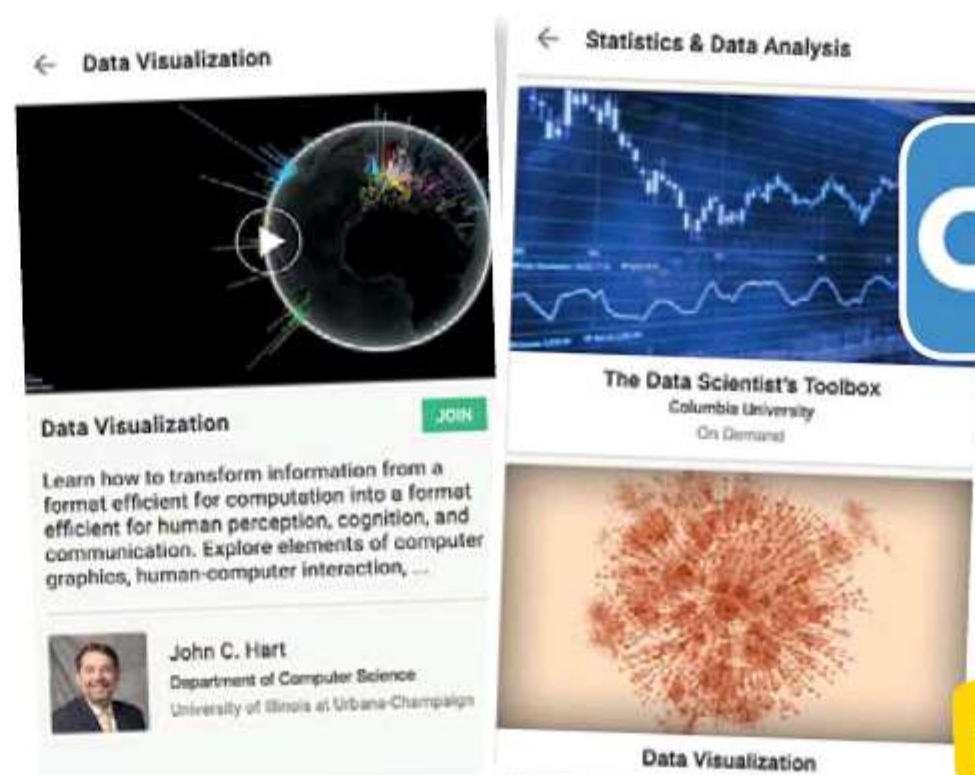 Data Visualization
Data Visualization
JOIN
Learn how to transform information from a
format efficient for computation into a format
efficient for human perception, cognition, and
communication. Explore elements of computer
graphics, human-computer interaction, ...
John C. Hart
Department of Computer Science
University of Illinois at Urbana-Champaign
Statistics & Data Analysis
The Data Scientist's Toolbox
Columbia University
On Demand
Data Visualization